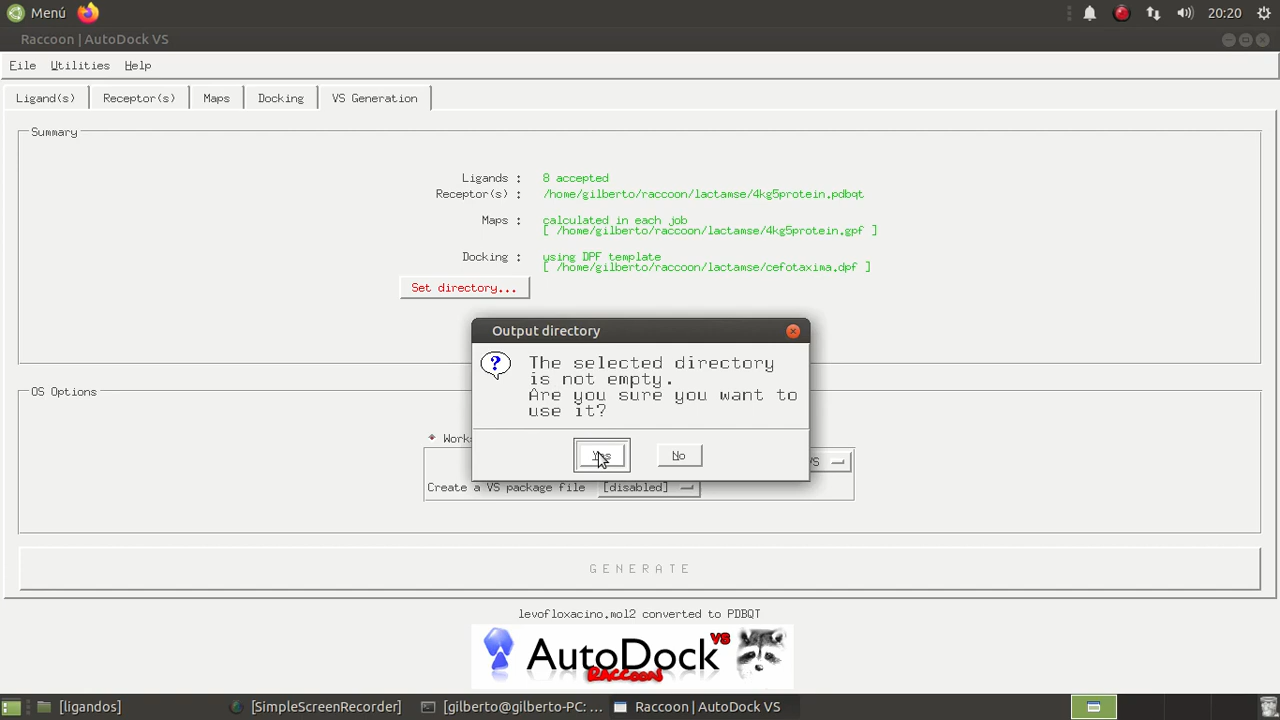 Menú
20:20
Raccoon | AutoDock VS
File Utilities Help
Ligand(s) Receptor(s) Maps Docking VS Generation
Summary
Ligands : 8 accepted
Receptor(s) : /home/gilberto/raccoon/lactamse/4kg5protein.pdbqt
Maps : calculated in each job
[ /home/gilberto/raccoon/lactamse/4kg5protein.gpf ]
Docking : using DPF template
[ /home/gilberto/raccoon/lactamse/cefotaxima.dpf ]
Set directory...
Output directory
? The selected directory
is not empty.
Are you sure you want to
use it?
Yes No
OS Options
Works
VS
Create a VS package file [disabled]
GENERATE
levofloxacino.mol2 converted to PDBQT
AutoDock VS
RACCOON
[ligandos] [SimpleScreenRecorder] [gilberto@gilberto-PC: ... Raccoon | AutoDock VS